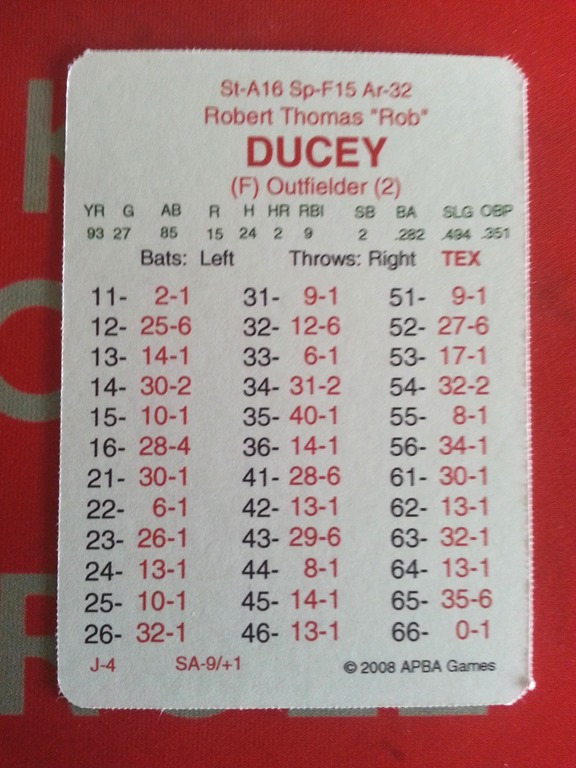 St-A16 Sp-F15 Ar-32
Robert Thomas "Rob"
DUCEY
(F) Outfielder (2)
YR G AB R H HR RBI SB BA SLG OBP
93 27 85 15 24 2 9 2 .282 .494 .351
Bats: Left Throws: Right TEX
11- 2-1 31- 9-1 51- 9-1
12- 25-6 32- 12-6 52- 27-6
13- 14-1 33- 6-1 53- 17-1
14- 30-2 34- 31-2 54- 32-2
15- 10-1 35- 40-1 55- 8-1
16- 28-4 36- 14-1 56- 34-1
21- 30-1 41- 28-6 61- 30-1
22- 6-1 42- 13-1 62- 13-1
23- 26-1 43- 29-6 63- 32-1
24- 13-1 44- 8-1 64- 13-1
25- 10-1 45- 14-1 65- 35-6
26- 32-1 46- 13-1 66- 0-1
J-4 SA-9/+1 © 2008 APBA Games